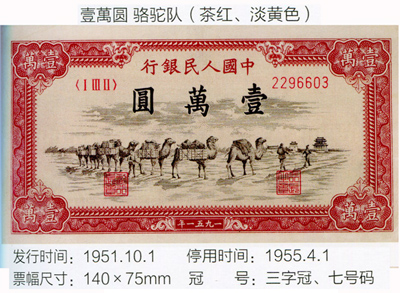 壹萬圆 骆驼队（茶红、淡黄色）
壹萬
壹萬
行銀民人國中
〈I III II〉
2296603
圓萬壹
年一五九一
壹萬
壹萬
发行时间：1951.10.1 停用时间：1955.4.1
票幅尺寸：140×75mm 冠 号：三字冠、七号码